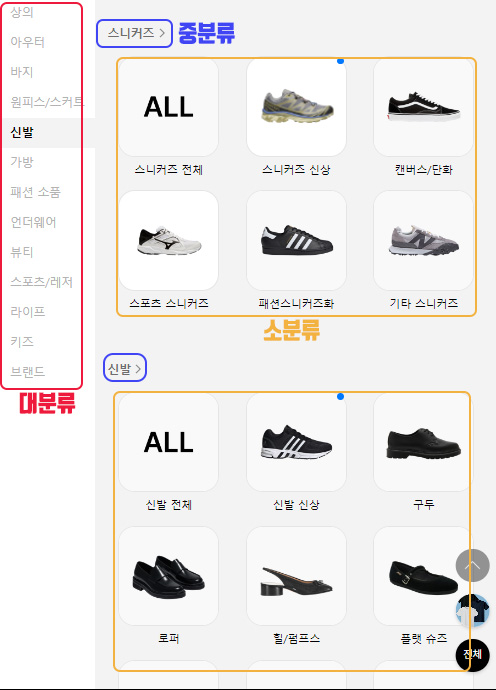 상의
아우터
바지
원피스/스커트
신발
가방
패션 소품
언더웨어
뷰티
스포츠/레저
라이프
키즈
브랜드
대분류
스니커즈 >
중분류
ALL
스니커즈 전체
스니커즈 신상
캔버스/단화
스포츠 스니커즈
패션스니커즈화
기타 스니커즈
소분류
신발 >
ALL
신발 전체
신발 신상
구두
로퍼
힐/펌프스
플랫 슈즈
전체